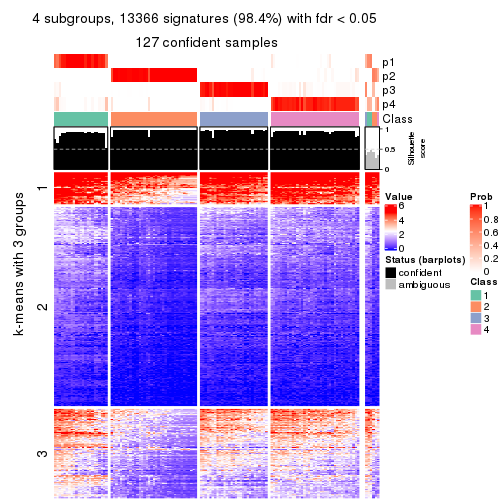 4 subgroups, 13366 signatures (98.4%) with fdr < 0.05
127 confident samples
p1
p2
p3
p4
Class
1
0.5
0
Silhouette
score
k-means with 3 groups
1
2
3
Value
6
4
2
0
Status (barplots)
confident
ambiguous
Prob
1
0.8
0.6
0.4
0.2
0
Class
1
2
3
4